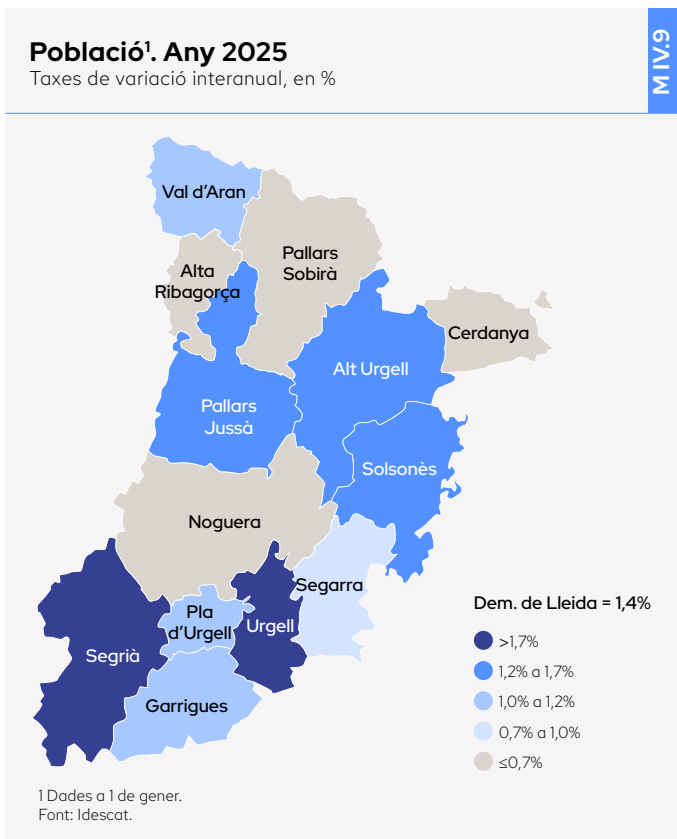 Població¹. Any 2025
Taxes de variació interanual, en %
M IV.9
Val d'Aran
Pallars
Sobirà
Alta
Ribagorça
Cerdanya
Alt Urgell
Pallars
Jussà
Solsonès
Noguera
Segarra
Pla
d'Urgell
Urgell
Segrià
Garrigues
Dem. de Lleida = 1,4%
>1,7%
1,2% a 1,7%
1,0% a 1,2%
0,7% a 1,0%
≤0,7%
1 Dades a 1 de gener.
Font: Idescat.